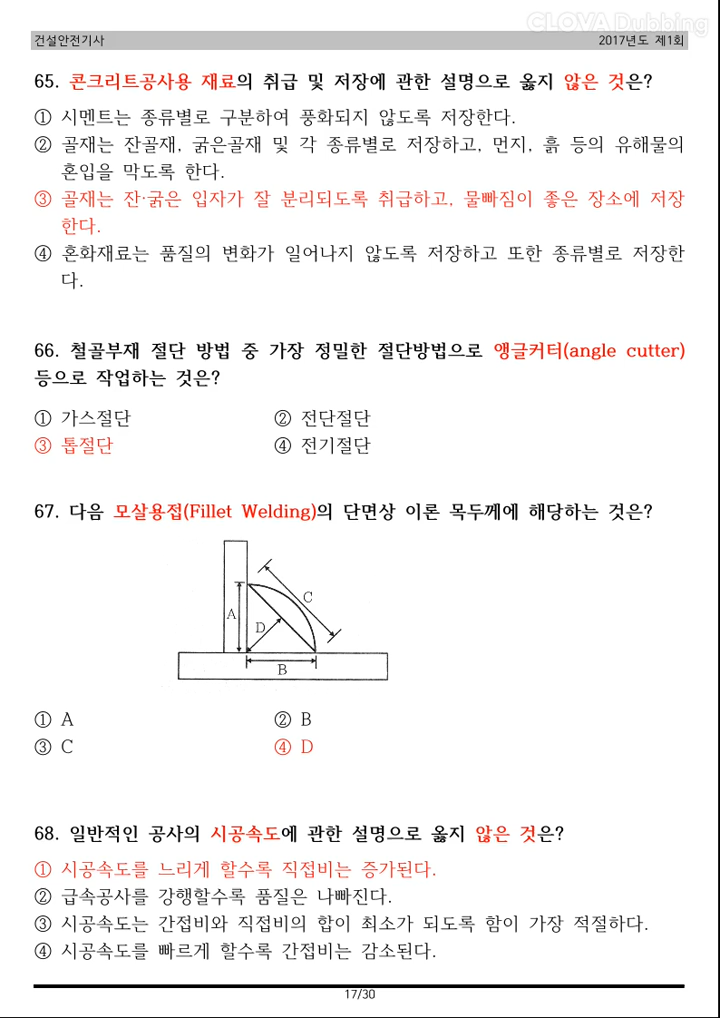 CLOVA Dubbing
건설안전기사 2017년도 제1회
65. 콘크리트공사용 재료의 취급 및 저장에 관한 설명으로 옳지 않은 것은?
① 시멘트는 종류별로 구분하여 풍화되지 않도록 저장한다.
② 골재는 잔골재, 굵은골재 및 각 종류별로 저장하고, 먼지, 흙 등의 유해물의
혼입을 막도록 한다.
③ 골재는 잔·굵은 입자가 잘 분리되도록 취급하고, 물빠짐이 좋은 장소에 저장
한다.
④ 혼화재료는 품질의 변화가 일어나지 않도록 저장하고 또한 종류별로 저장한
다.
66. 철골부재 절단 방법 중 가장 정밀한 절단방법으로 앵글커터(angle cutter)
등으로 작업하는 것은?
① 가스절단 ② 전단절단
③ 톱절단 ④ 전기절단
67. 다음 모살용접(Fillet Welding)의 단면상 이론 목두께에 해당하는 것은?
C
A
D
B
① A ② B
③ C ④ D
68. 일반적인 공사의 시공속도에 관한 설명으로 옳지 않은 것은?
① 시공속도를 느리게 할수록 직접비는 증가된다.
② 급속공사를 강행할수록 품질은 나빠진다.
③ 시공속도는 간접비와 직접비의 합이 최소가 되도록 함이 가장 적절하다.
④ 시공속도를 빠르게 할수록 간접비는 감소된다.
17/30